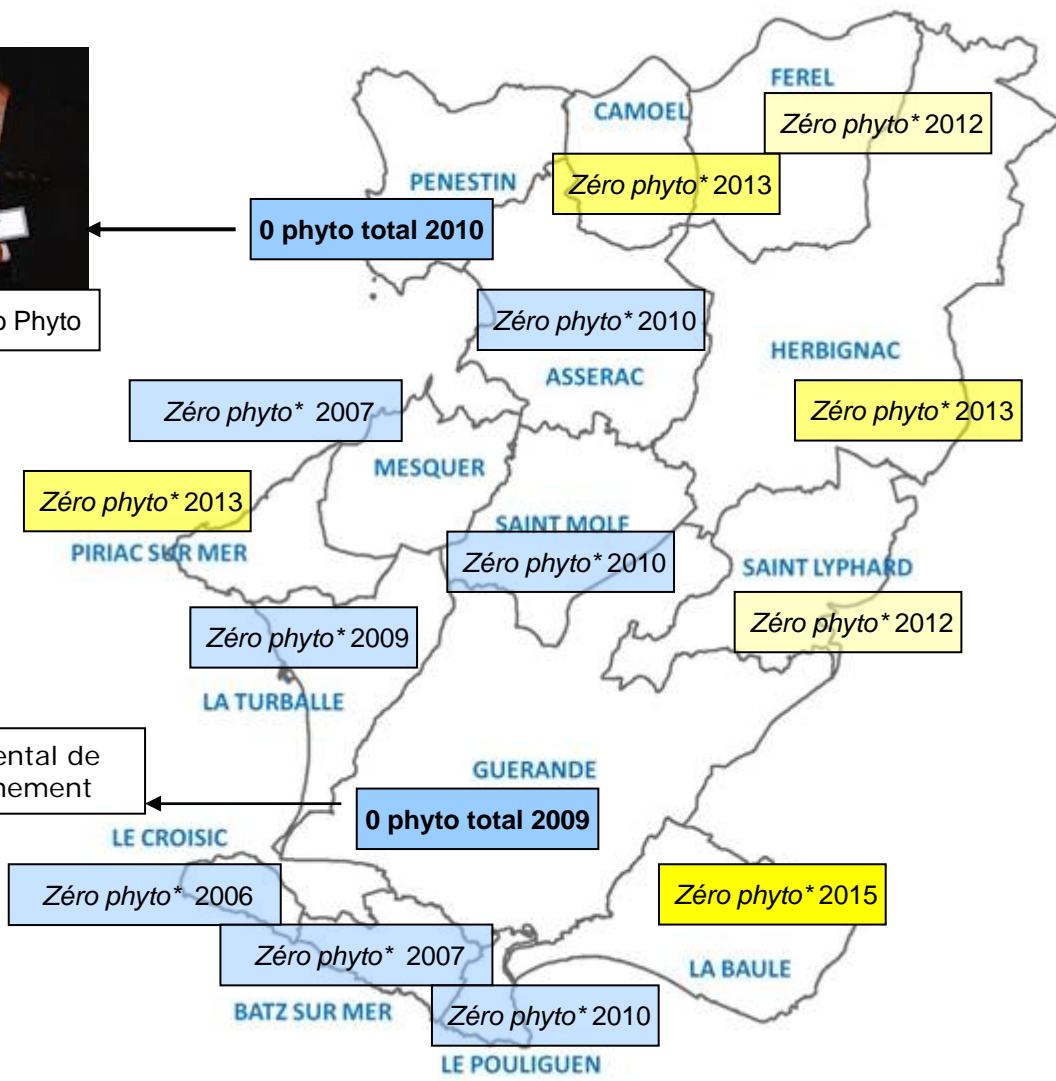 FEREL
CAMOEL
Zéro phyto* 2012
PENESTIN
Zéro phyto* 2013
0 phyto total 2010
Phyto
Zéro phyto* 2010
HERBIGNAC
ASSERAC
Zéro phyto* 2007
Zéro phyto* 2013
MESQUER
Zéro phyto* 2013
SAINT MOLF
PIRIAC SUR MER
Zéro phyto* 2010
SAINT LYPHARD
Zéro phyto* 2009
Zéro phyto* 2012
LA TURBALLE
ental de
nement
GUERANDE
0 phyto total 2009
LE CROISIC
Zéro phyto* 2006
Zéro phyto* 2015
Zéro phyto* 2007
LA BAULE
BATZ SUR MER
Zéro phyto* 2010
LE POULIGUEN